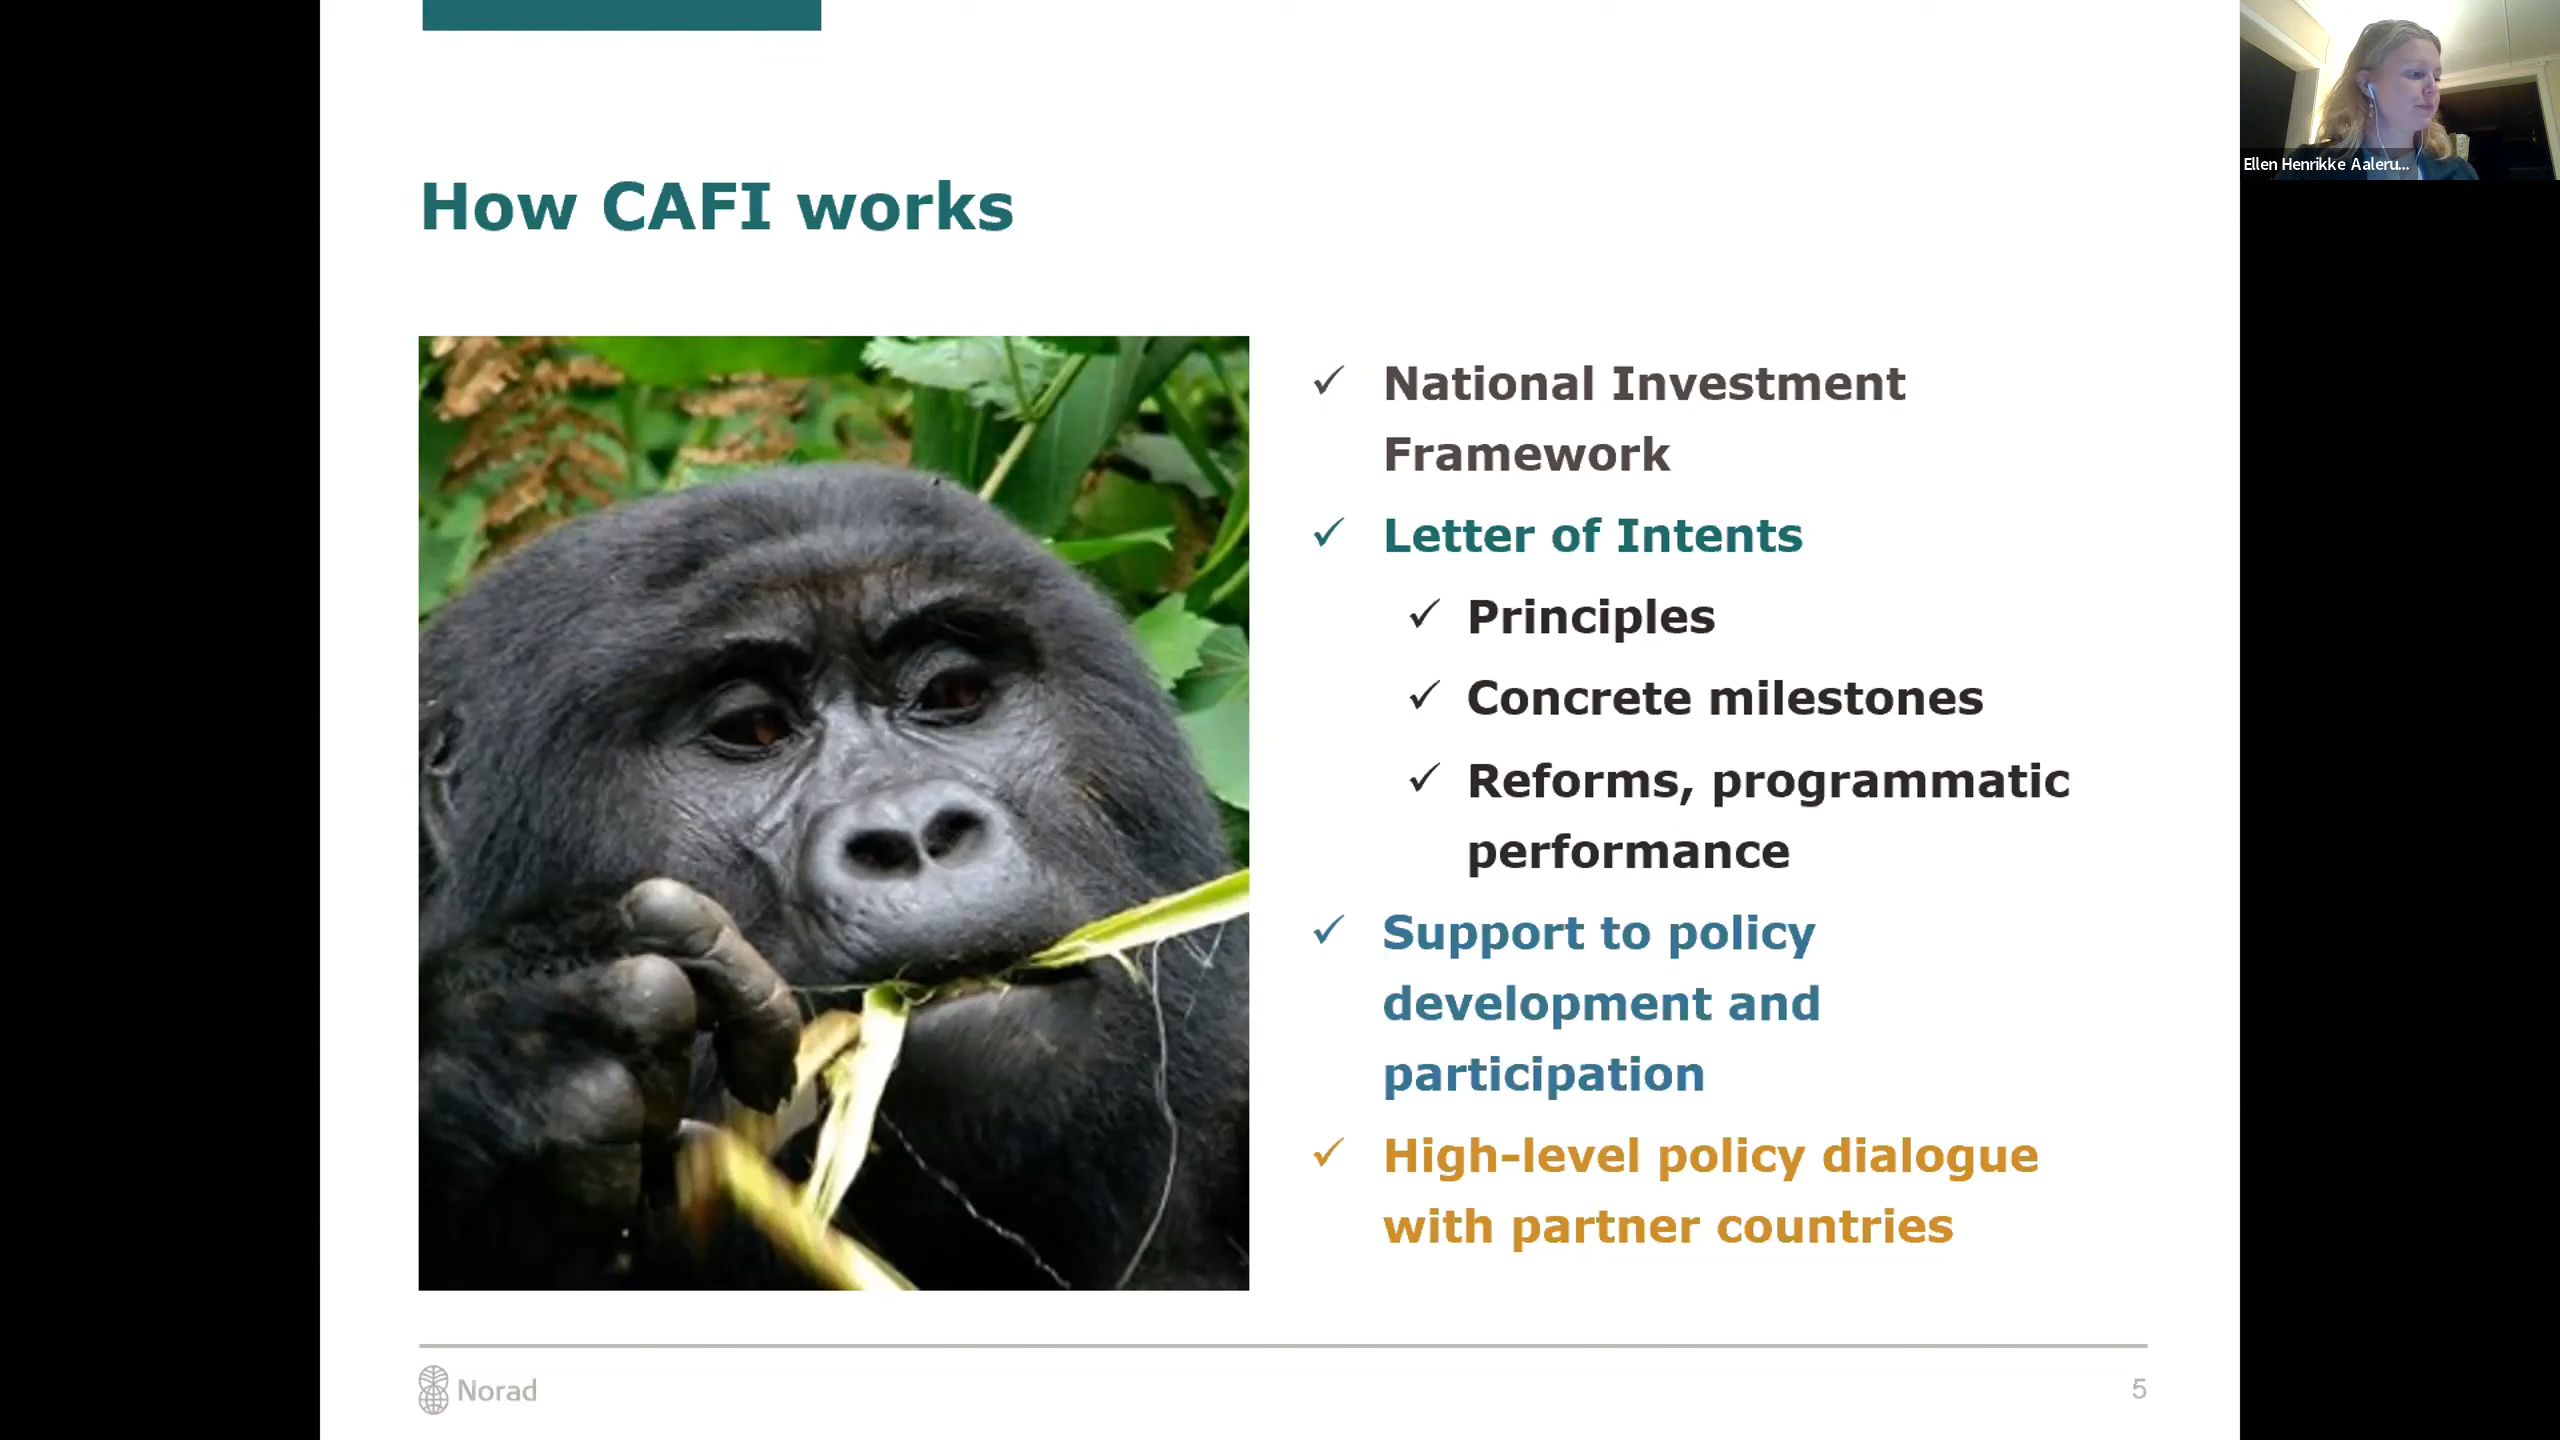 How CAFI works
✓ National Investment
Framework
✓ Letter of Intents
✓ Principles
✓ Concrete milestones
✓ Reforms, programmatic
performance
✓ Support to policy
development and
participation
✓ High-level policy dialogue
with partner countries
Norad
5
Ellen Henrikke Aaleru...